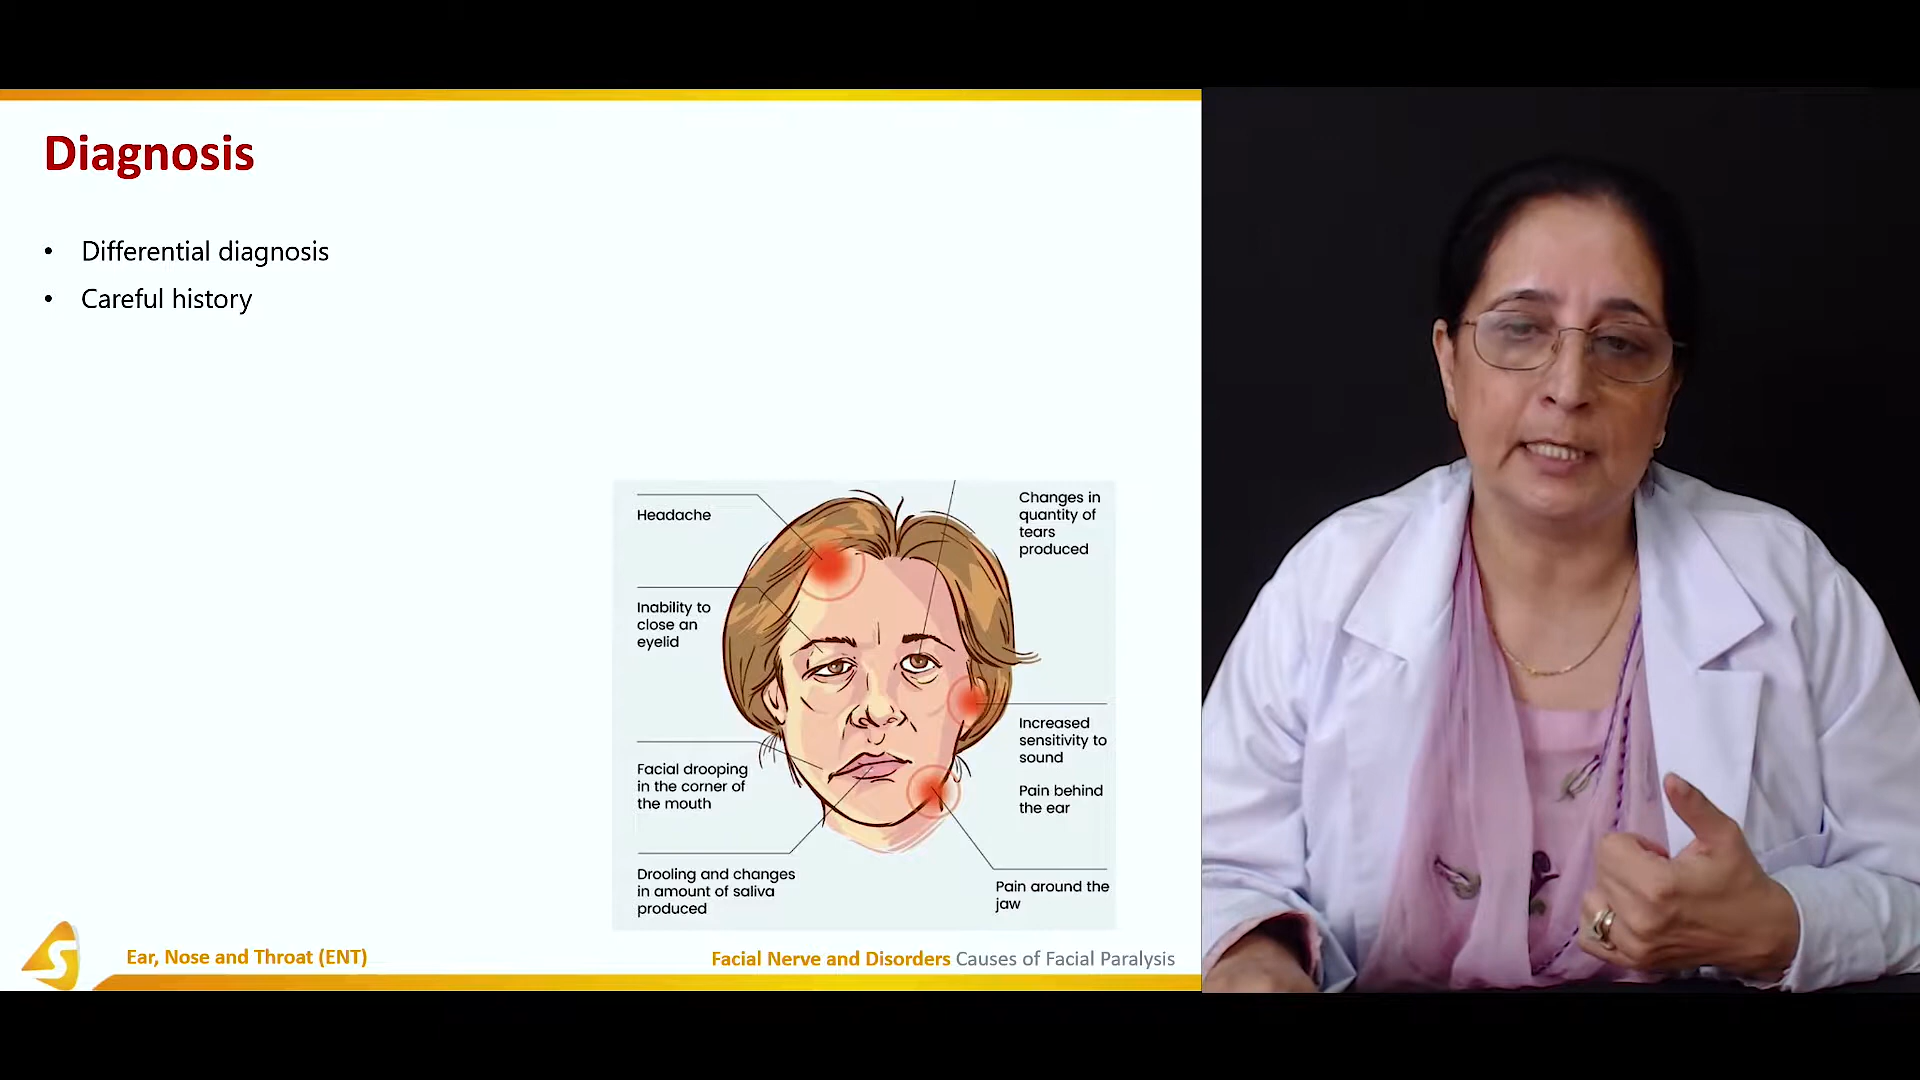 Diagnosis
• Differential diagnosis
• Careful history
Headache
Inability to
close an
eyelid
Facial drooping
in the corner of
the mouth
Drooling and changes
in amount of saliva
produced
Changes in
quantity of
tears
produced
Increased
sensitivity to
sound
Pain behind
the ear
Pain around the
jaw
S
Ear, Nose and Throat (ENT)
Facial Nerve and Disorders Causes of Facial Paralysis